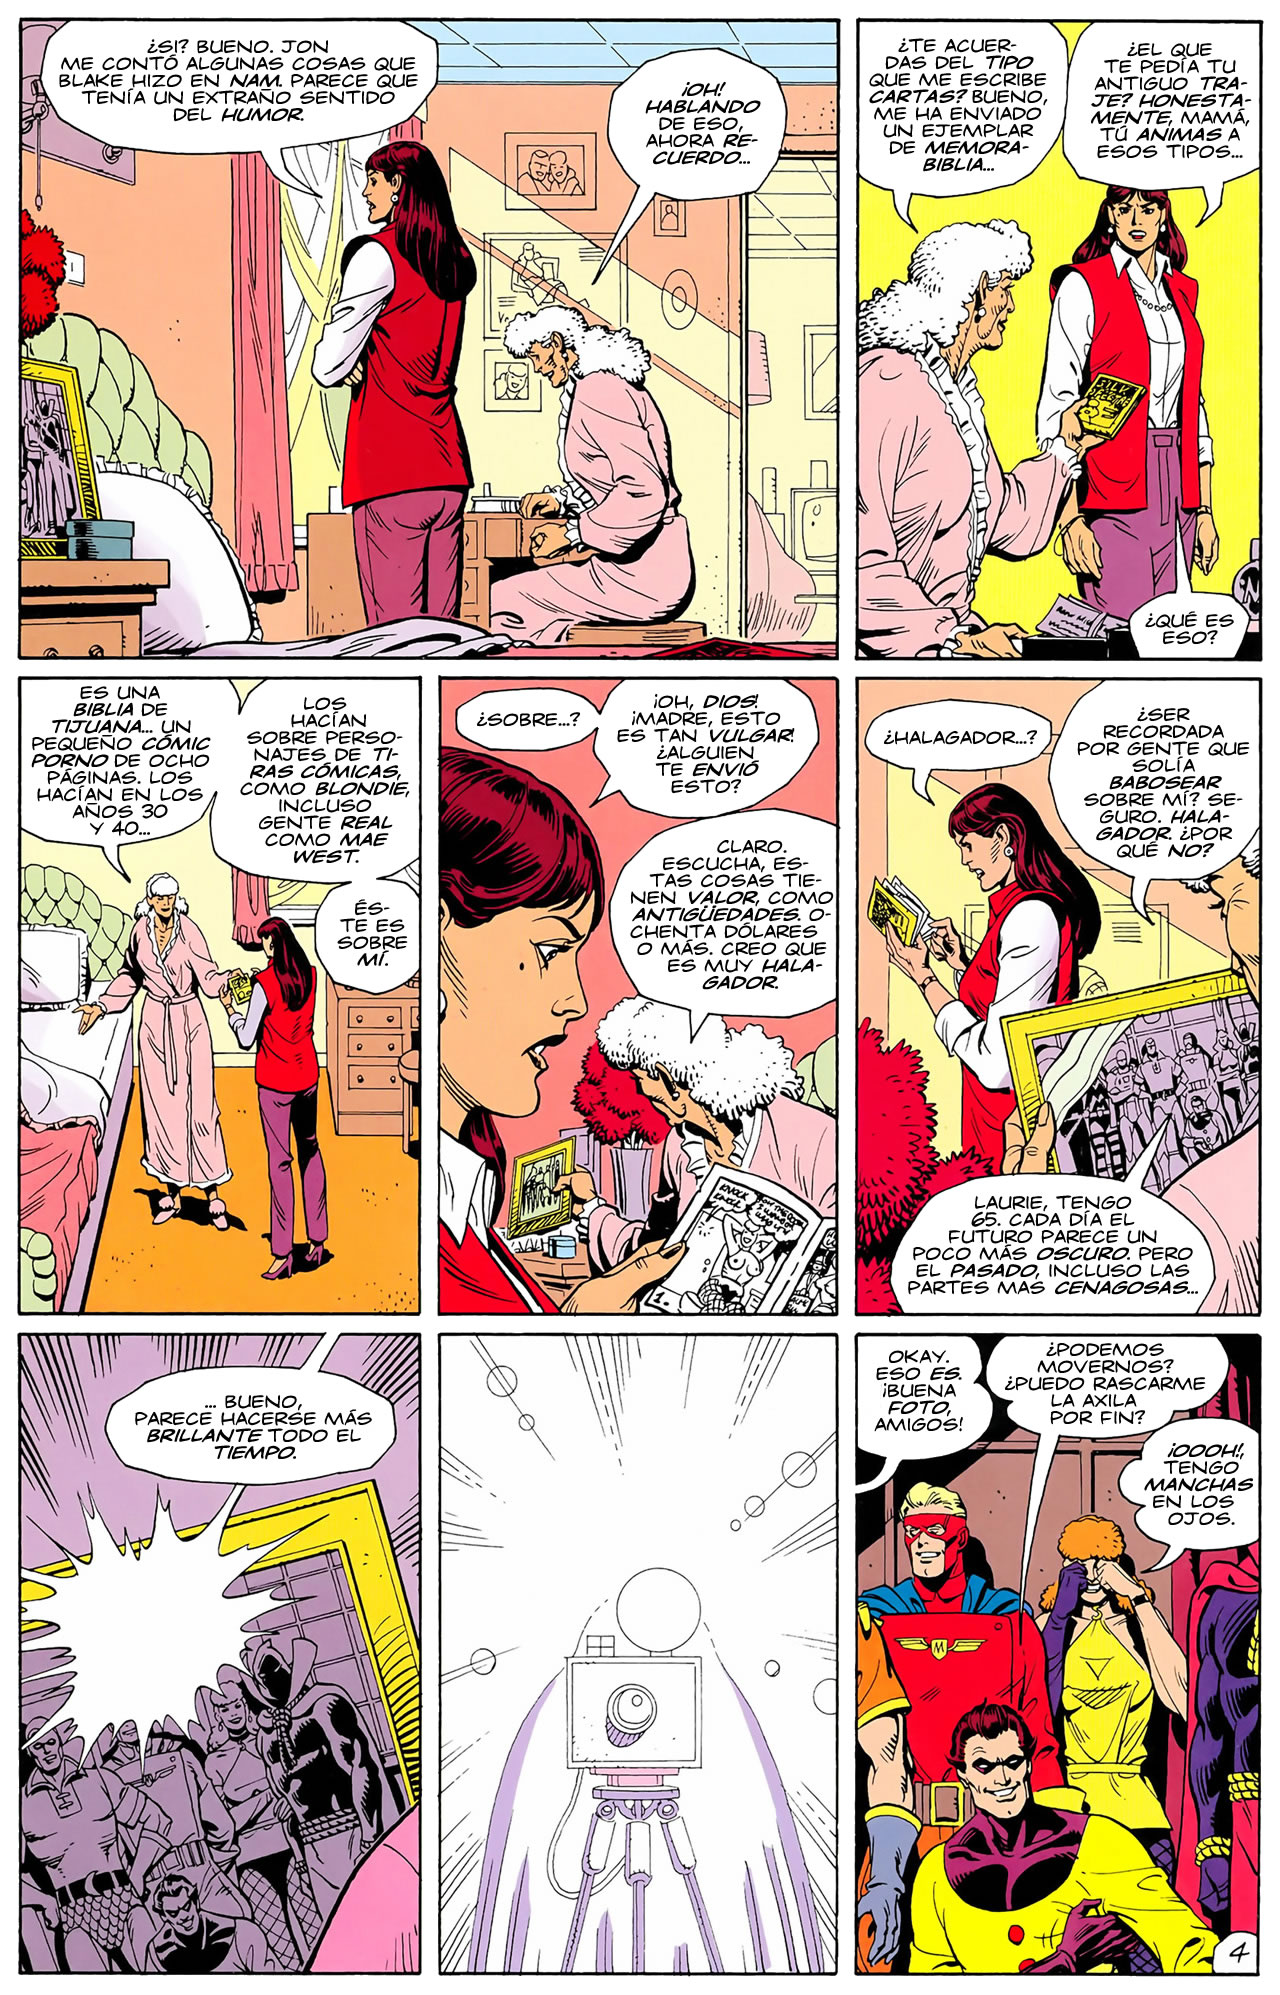 ¿SI? BUENO. JON
ME CONTÓ ALGUNAS COSAS QUE
BLAKE HIZO EN NAM. PARECE QUE
TENÍA UN EXTRAÑO SENTIDO
DEL HUMOR.
¡OH!
HABLANDO
DE ESO,
AHORA RE-
CUERDO...
¿TE ACUER-
DAS DEL TIPO
QUE ME ESCRIBE
CARTAS? BUENO,
ME HA ENVIADO
UN EJEMPLAR
DE MEMORA-
BIBLIA...
¿EL QUE
TE PEDÍA TU
ANTIGUO TRA-
JE? HONESTA-
MENTE, MAMÁ,
TÚ ANIMAS A
ESOS TIPOS...
SILK
SPECTRE
¿QUÉ ES
ESO?
ES UNA
BIBLIA DE
TIJUANA... UN
PEQUEÑO CÓMIC
PORNO DE OCHO
PÁGINAS. LOS
HACÍAN EN LOS
AÑOS 30
Y 40...
LOS
HACÍAN
SOBRE PERSO-
NAJES DE TI-
RAS CÓMICAS,
COMO BLONDIE,
INCLUSO
GENTE REAL
COMO MAE
WEST.
ÉS-
TE ES
SOBRE
MÍ.
¿SOBRE...?
¡OH, DIOS!
¡MADRE, ESTO
ES TAN VULGAR!
¿ALGUIEN
TE ENVIÓ
ESTO?
CLARO.
ESCUCHA, ES-
TAS COSAS TIE-
NEN VALOR, COMO
ANTIGÜEDADES. O-
CHENTA DÓLARES
O MÁS. CREO QUE
ES MUY HALA-
GADOR.
KNOCK
KNOCK
1.
¿HALAGADOR...?
¿SER
RECORDADA
POR GENTE QUE
SOLÍA
BABOSEAR
SOBRE MÍ? SE-
GURO. HALA-
GADOR. ¿POR
QUÉ NO?
LAURIE, TENGO
65. CADA DÍA EL
FUTURO PARECE UN
POCO MÁS OSCURO. PERO
EL PASADO, INCLUSO LAS
PARTES MAS CENAGOSAS...
... BUENO,
PARECE HACERSE MÁS
BRILLANTE TODO EL
TIEMPO.
OKAY.
ESO ES.
¡BUENA
FOTO,
AMIGOS!
¿PODEMOS
MOVERNOS?
¿PUEDO RASCARME
LA AXILA
POR FIN?
¡OOOH!,
TENGO
MANCHAS
EN LOS
OJOS.
M
4